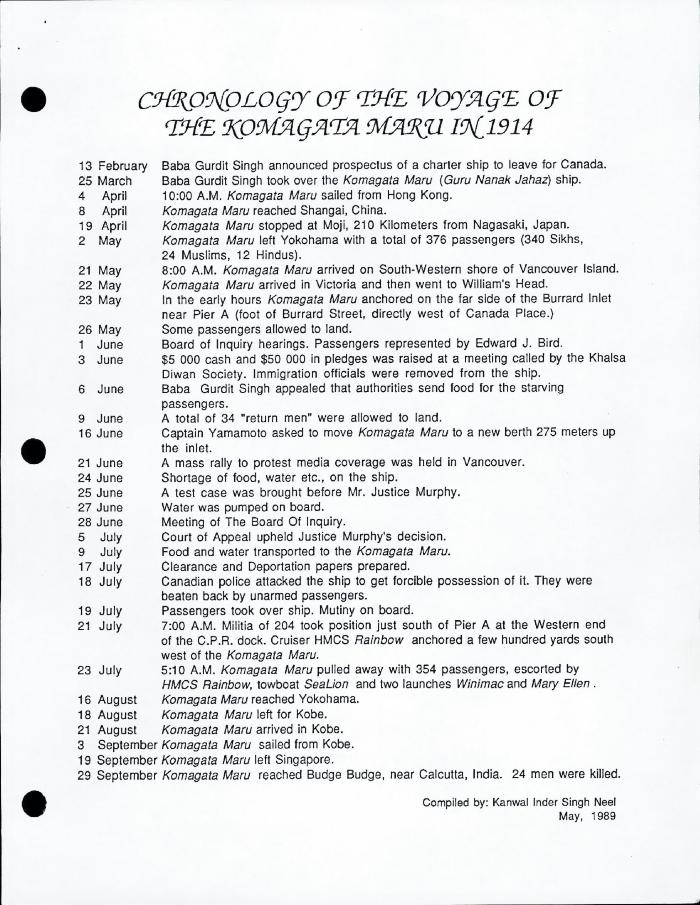 CHRONOLOGY OF THE VOYAGE OF
THE KOMAGATA MARU IN 1914
13 February Baba Gurdit Singh announced prospectus of a charter ship to leave for Canada.
25 March Baba Gurdit Singh took over the Komagata Maru (Guru Nanak Jahaz) ship.
4 April 10:00 A.M. Komagata Maru sailed from Hong Kong.
8 April Komagata Maru reached Shangai, China.
19 April Komagata Maru stopped at Moji, 210 Kilometers from Nagasaki, Japan.
2 May Komagata Maru left Yokohama with a total of 376 passengers (340 Sikhs,
24 Muslims, 12 Hindus).
21 May 8:00 A.M. Komagata Maru arrived on South-Western shore of Vancouver Island.
22 May Komagata Maru arrived in Victoria and then went to William's Head.
23 May In the early hours Komagata Maru anchored on the far side of the Burrard Inlet
near Pier A (foot of Burrard Street, directly west of Canada Place.)
26 May Some passengers allowed to land.
1 June Board of Inquiry hearings. Passengers represented by Edward J. Bird.
3 June $5 000 cash and $50 000 in pledges was raised at a meeting called by the Khalsa
Diwan Society. Immigration officials were removed from the ship.
6 June Baba Gurdit Singh appealed that authorities send food for the starving
passengers.
9 June A total of 34 "return men" were allowed to land.
16 June Captain Yamamoto asked to move Komagata Maru to a new berth 275 meters up
the inlet.
21 June A mass rally to protest media coverage was held in Vancouver.
24 June Shortage of food, water etc., on the ship.
25 June A test case was brought before Mr. Justice Murphy.
27 June Water was pumped on board.
28 June Meeting of The Board Of Inquiry.
5 July Court of Appeal upheld Justice Murphy's decision.
9 July Food and water transported to the Komagata Maru.
17 July Clearance and Deportation papers prepared.
18 July Canadian police attacked the ship to get forcible possession of it. They were
beaten back by unarmed passengers.
19 July Passengers took over ship. Mutiny on board.
21 July 7:00 A.M. Militia of 204 took position just south of Pier A at the Western end
of the C.P.R. dock. Cruiser HMCS Rainbow anchored a few hundred yards south
west of the Komagata Maru.
23 July 5:10 A.M. Komagata Maru pulled away with 354 passengers, escorted by
HMCS Rainbow, towboat SeaLion and two launches Winimac and Mary Ellen .
16 August Komagata Maru reached Yokohama.
18 August Komagata Maru left for Kobe.
21 August Komagata Maru arrived in Kobe.
3 September Komagata Maru sailed from Kobe.
19 September Komagata Maru left Singapore.
29 September Komagata Maru reached Budge Budge, near Calcutta, India. 24 men were killed.
Compiled by: Kanwal Inder Singh Neel
May, 1989